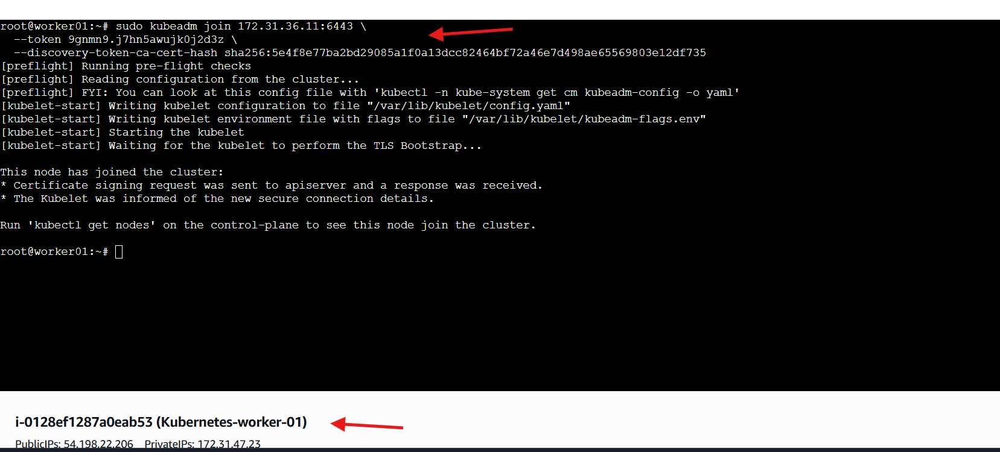 root@worker01:~# sudo kubeadm join 172.31.36.11:6443 \
--token 9gnmn9.j7hn5awujk0j2d3z \
--discovery-token-ca-cert-hash sha256:5e4f8e77ba2bd29085a1f0a13dcc82464bf72a46e7d498ae65569803e12df735
[preflight] Running pre-flight checks
[preflight] Reading configuration from the cluster...
[preflight] FYI: You can look at this config file with 'kubectl -n kube-system get cm kubeadm-config -o yaml'
[kubelet-start] Writing kubelet configuration to file "/var/lib/kubelet/config.yaml"
[kubelet-start] Writing kubelet environment file with flags to file "/var/lib/kubelet/kubeadm-flags.env"
[kubelet-start] Starting the kubelet
[kubelet-start] Waiting for the kubelet to perform the TLS Bootstrap...
This node has joined the cluster:
* Certificate signing request was sent to apiserver and a response was received.
* The Kubelet was informed of the new secure connection details.
Run 'kubectl get nodes' on the control-plane to see this node join the cluster.
root@worker01:~#
i-0128ef1287a0eab53 (Kubernetes-worker-01)
PublicIPs: 54.198.22.206 PrivateIPs: 172.31.47.23